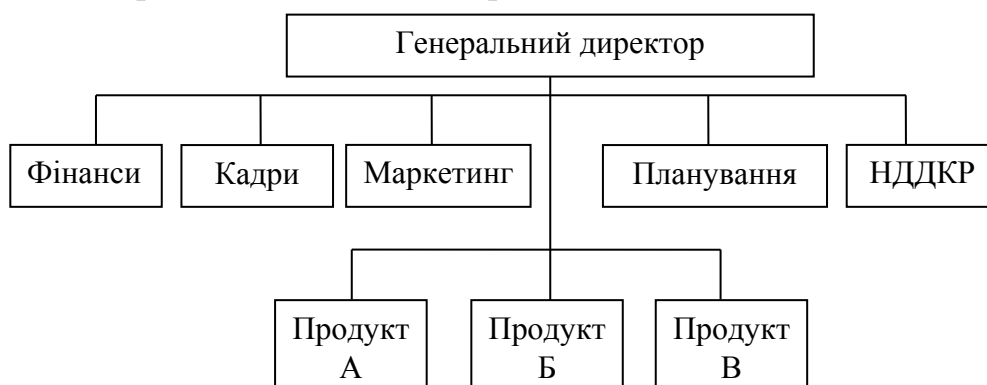 Генеральний директор
Фінанси
Кадри
Маркетинг
Планування
НДДКР
Продукт
А
Продукт
Б
Продукт
В